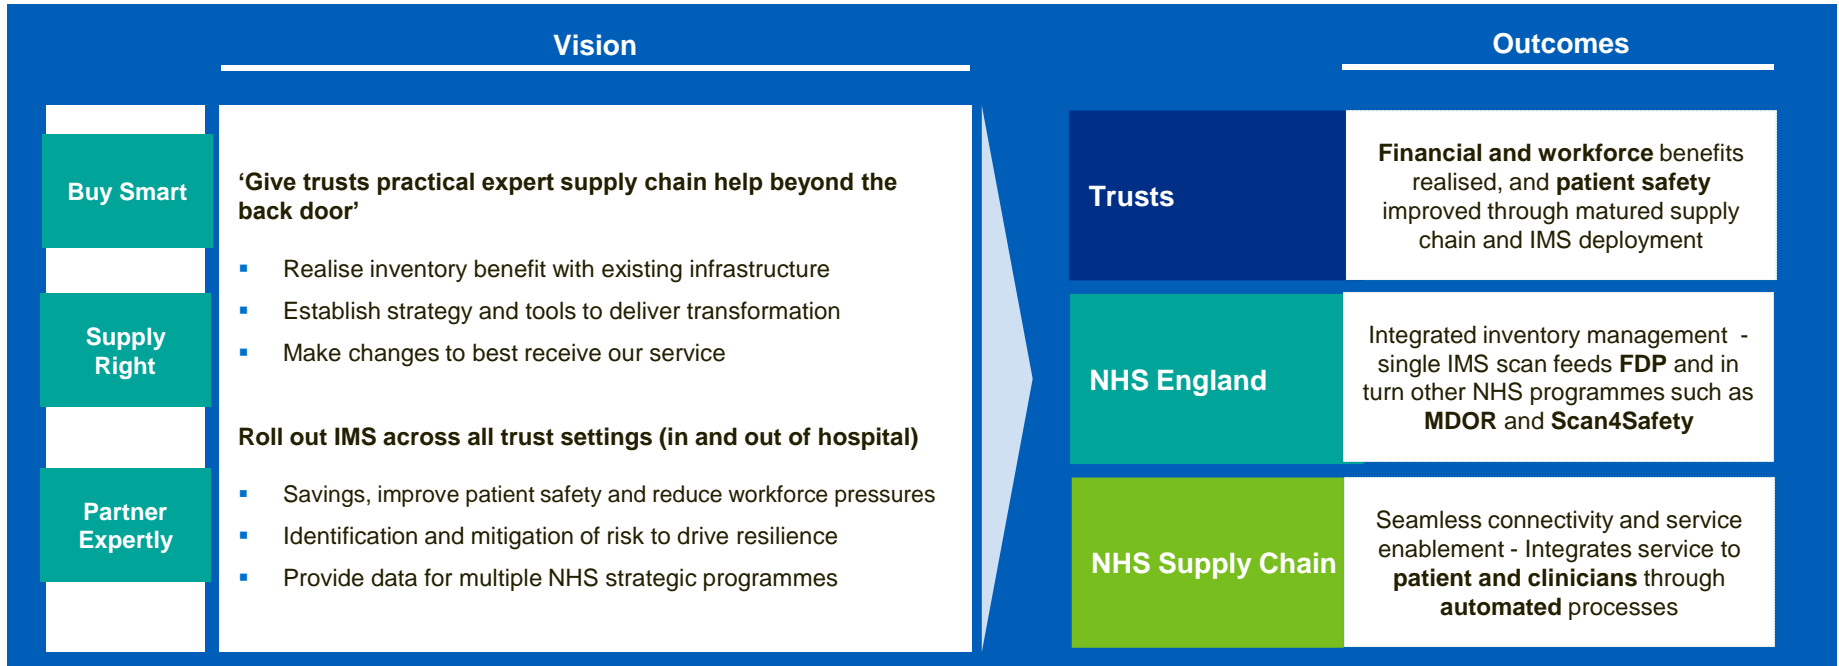 Vision
Outcomes
Buy Smart
Supply
Right
Partner
Expertly
‘Give trusts practical expert supply chain help beyond the
back door’
▪ Realise inventory benefit with existing infrastructure
▪ Establish strategy and tools to deliver transformation
▪ Make changes to best receive our service
Roll out IMS across all trust settings (in and out of hospital)
▪ Savings, improve patient safety and reduce workforce pressures
▪ Identification and mitigation of risk to drive resilience
▪ Provide data for multiple NHS strategic programmes
Trusts
Financial and workforce benefits
realised, and patient safety
improved through matured supply
chain and IMS deployment
NHS England
Integrated inventory management -
single IMS scan feeds FDP and in
turn other NHS programmes such as
MDOR and Scan4Safety
NHS Supply Chain
Seamless connectivity and service
enablement - Integrates service to
patient and clinicians through
automated processes